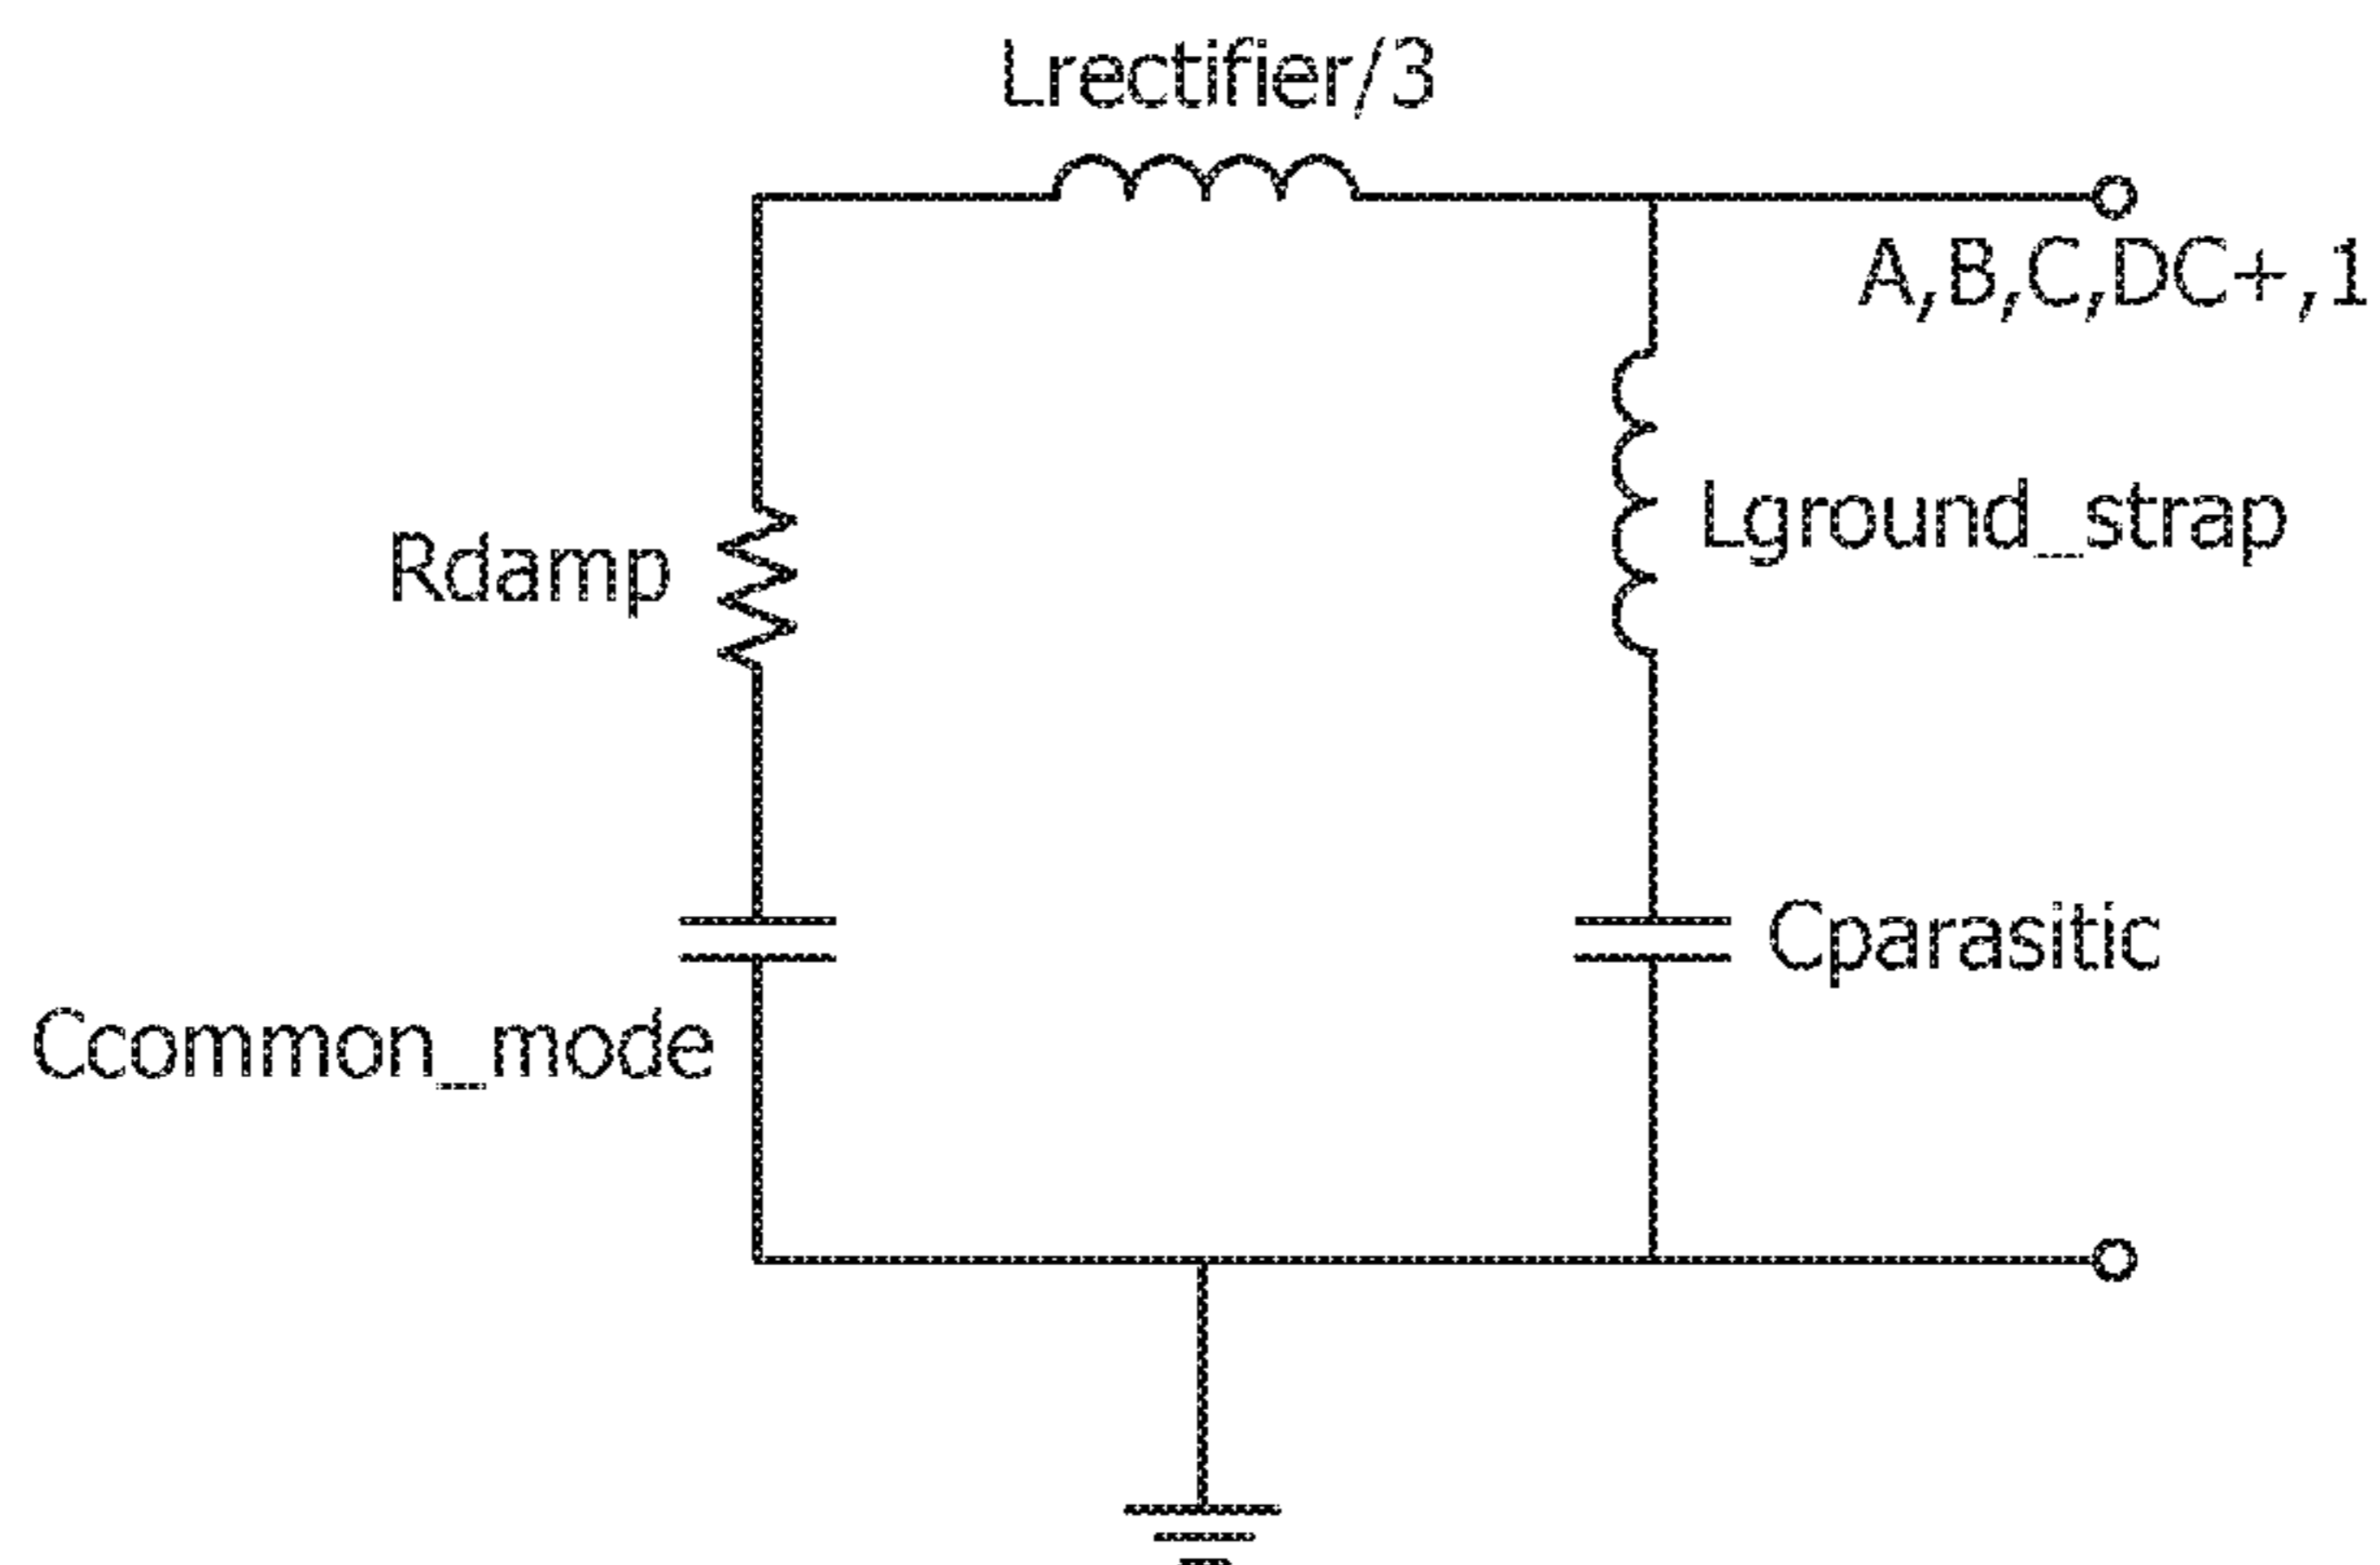 Lrectifier/3
A,B,C,DC+,1
Rdamp
Lground_strap
Cparasitic
Ccommon_mode